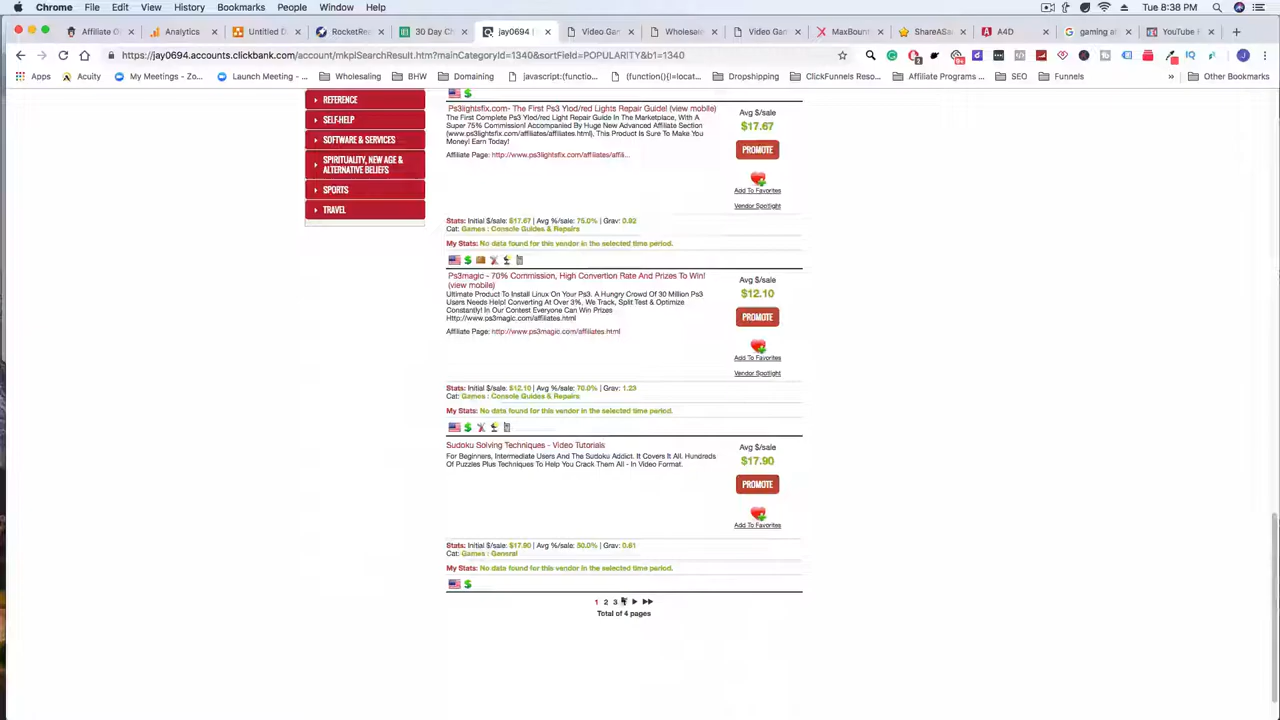 Chrome File Edit View History Bookmarks People Window Help Tue 8:38 PM
Affiliate O Analytics Untitled f RocketRe 30 Day Ch jay0694 Video Gan Wholesar Video Gan MaxBount ShareASa A4D gaming af YouTube k
jay0694.accounts.clickbank.com/account/mkplSearchResult.htm?mainCategoryId=1340&sortField=POPULARITY&b1=1340
Apps Acuity My Meetings - Zo... Launch Meeting -... Wholesaling BHW Domaining javascript:(functio... (function(){l=locat... Dropshipping ClickFunnels Reso... Affiliate Programs... SEO Funnels » Other Bookmarks
REFERENCE
SELF-HELP
SOFTWARE & SERVICES
SPIRITUALITY, NEW AGE &
ALTERNATIVE BELIEFS
SPORTS
TRAVEL
Ps3lightsfix.com- The First Ps3 Ylod/red Lights Repair Guide! (view mobile)
The First Complete Ps3 Ylod/red Light Repair Guide In The Marketplace, With A
Super 75% Commission! Accompanied By Huge New Advanced Affiliate Section
(www.ps3lightsfix.com/affiliates/affiliates.html), This Product Is Sure To Make You
Money! Earn Today!
Affiliate Page: http://www.ps3lightsfix.com/affiliates/affili...
Avg $/sale
$17.67
PROMOTE
Add To Favorites
Vendor Spotlight
Stats: Initial $/sale: $17.67 | Avg %/sale: 75.0% | Grav: 0.92
Cat: Games : Console Guides & Repairs
My Stats: No data found for this vendor in the selected time period.
Ps3magic - 70% Commission, High Convertion Rate And Prizes To Win!
(view mobile)
Ultimate Product To Install Linux On Your Ps3. A Hungry Crowd Of 30 Million Ps3
Users Needs Help! Converting At Over 3%, We Track, Split Test & Optimize
Constantly! In Our Contest Everyone Can Win Prizes
Http://www.ps3magic.com/affiliates.html
Affiliate Page: http://www.ps3magic.com/affiliates.html
Avg $/sale
$12.10
PROMOTE
Add To Favorites
Vendor Spotlight
Stats: Initial $/sale: $12.10 | Avg %/sale: 70.0% | Grav: 1.23
Cat: Games : Console Guides & Repairs
My Stats: No data found for this vendor in the selected time period.
Sudoku Solving Techniques - Video Tutorials
For Beginners, Intermediate Users And The Sudoku Addict. It Covers It All. Hundreds
Of Puzzles Plus Techniques To Help You Crack Them All - In Video Format.
Avg $/sale
$17.90
PROMOTE
Add To Favorites
Stats: Initial $/sale: $17.90 | Avg %/sale: 50.0% | Grav: 0.61
Cat: Games : General
My Stats: No data found for this vendor in the selected time period.
1 2 3
Total of 4 pages